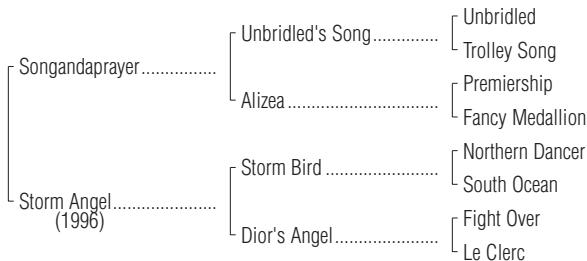 Unbridled
Unbridled's Song..............
Trolley Song
Songandaprayer................
Premiership
Alizea................................
Fancy Medallion
Northern Dancer
Storm Bird........................
South Ocean
Storm Angel......................
(1996)
Fight Over
Dior's Angel......................
Le Clerc